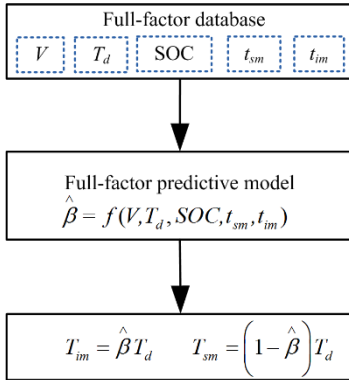 Full-factor database
V T_d SOC t_sm t_im
Full-factor predictive model
β̂ = f(V,T_d,SOC,t_sm,t_im)
T_im = β̂T_d T_sm = (1-β̂)T_d